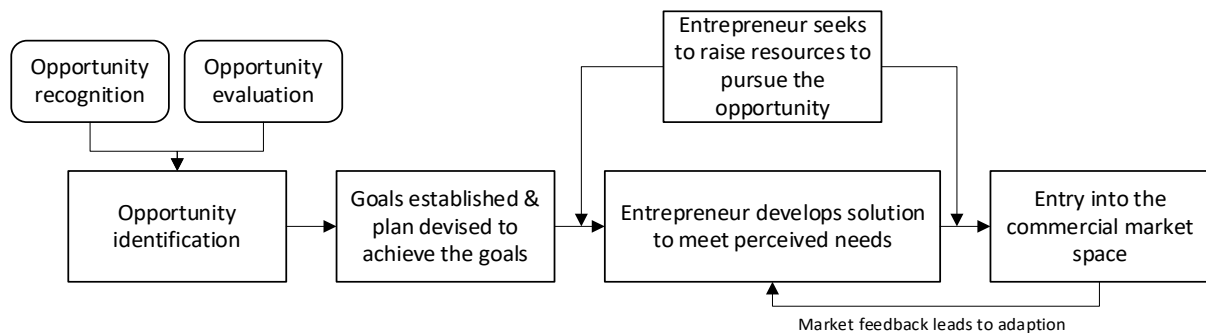 Opportunity
recognition
Opportunity
evaluation
Entrepreneur seeks
to raise resources to
pursue the
opportunity
Opportunity
identification
Goals established &
plan devised to
achieve the goals
Entrepreneur develops solution
to meet perceived needs
Entry into the
commercial market
space
Market feedback leads to adaption